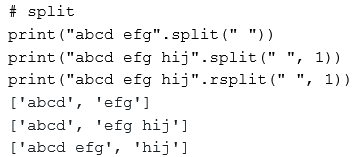 # split
print("abcd efg".split(" "))
print("abcd efg hij".split(" ", 1))
print("abcd efg hij".rsplit(" ", 1))
['abcd', 'efg']
['abcd', 'efg hij']
['abcd efg', 'hij']